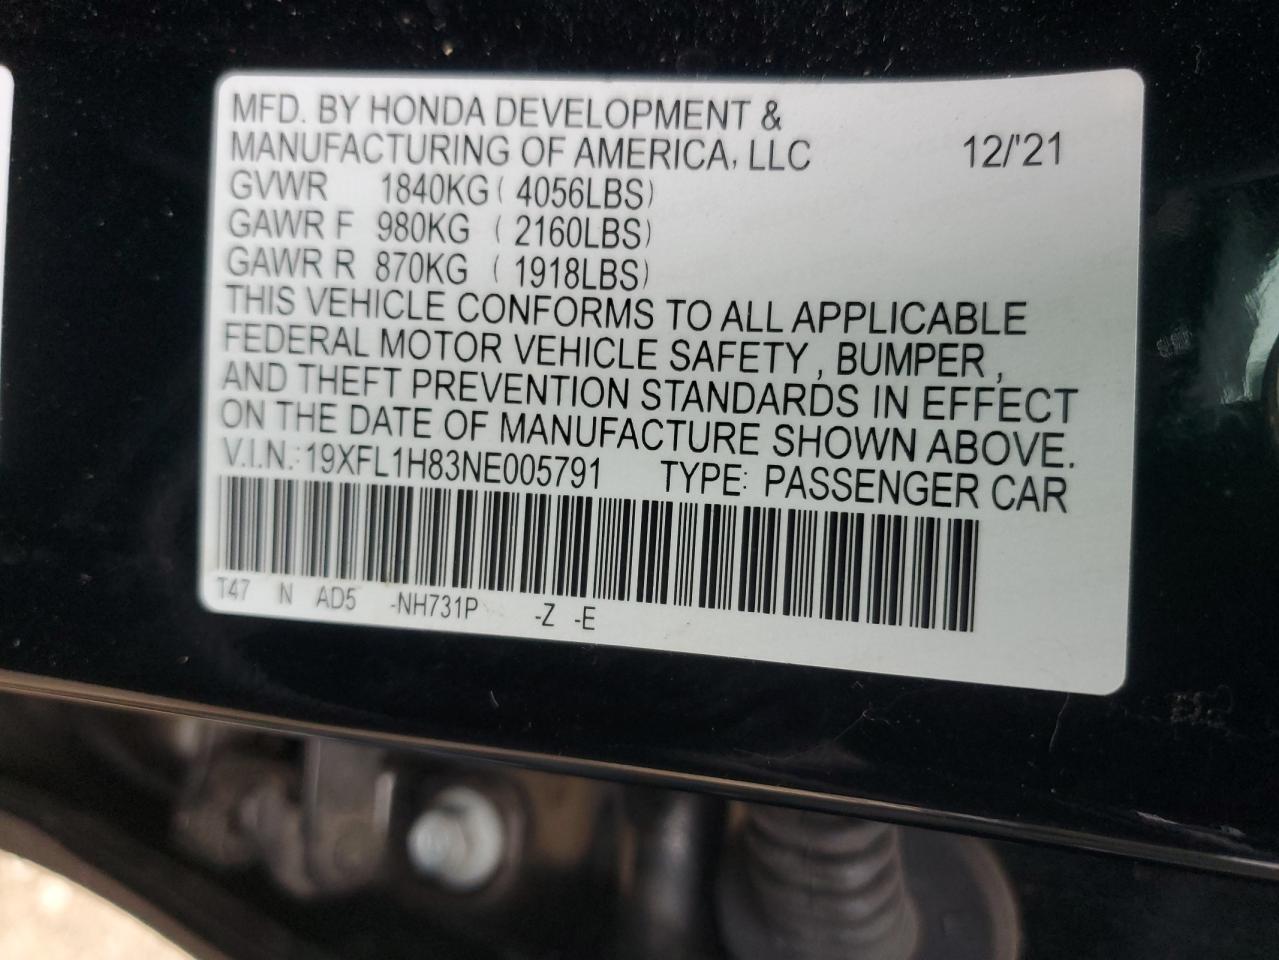 MFD. BY HONDA DEVELOPMENT &
MANUFACTURING OF AMERICA, LLC 12/'21
GVWR 1840KG ( 4056LBS)
GAWR F 980KG ( 2160LBS)
GAWR R 870KG ( 1918LBS)
THIS VEHICLE CONFORMS TO ALL APPLICABLE
FEDERAL MOTOR VEHICLE SAFETY , BUMPER ,
AND THEFT PREVENTION STANDARDS IN EFFECT
ON THE DATE OF MANUFACTURE SHOWN ABOVE.
V.I.N.: 19XFL1H83NE005791 TYPE: PASSENGER CAR
T47 N AD5 -NH731P -Z -E